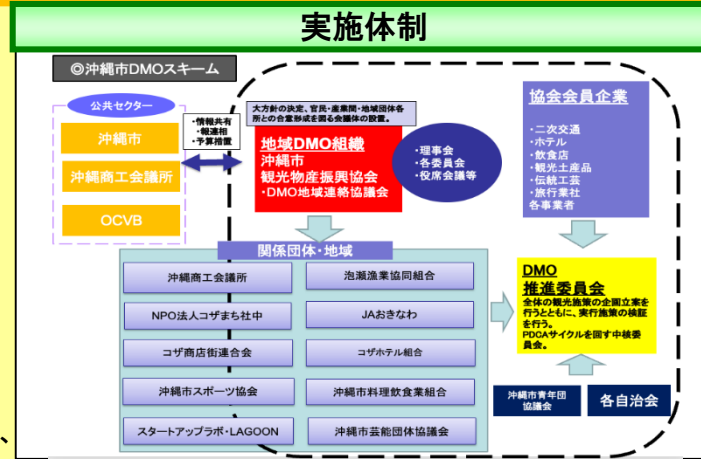 実施体制
◎沖縄市DMOスキーム
公共セクター
沖縄市
沖縄商工会議所
OCVB
・情報共有
・報連相
・予算措置
大方針の決定、官民・産業間・地域団体各
所との合意形成を図る会議体の設置。
地域DMO組織
沖縄市
観光物産振興協会
・DMO地域連絡協議会
・理事会
・各委員会
・役席会議等
協会会員企業
・二次交通
・ホテル
・飲食店
・観光土産品
・伝統工芸
・旅行業社
各事業者
関係団体・地域
沖縄商工会議所
泡瀬漁業協同組合
NPO法人コザまち社中
JAおきなわ
コザ商店街連合会
コザホテル組合
沖縄市スポーツ協会
沖縄市料理飲食業組合
スタートアップラボ・LAGOON
沖縄市芸能団体協議会
DMO
推進委員会
全体の観光施策の企画立案を
行うとともに、実行施策の検証
を行う。
PDCAサイクルを回す中核委
員会。
沖縄市青年団
協議会
各自治会
、